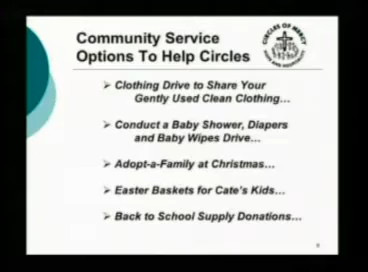 Community Service
Options To Help Circles
CIRCLES OF MERCY
➢ Clothing Drive to Share Your
Gently Used Clean Clothing...
➢ Conduct a Baby Shower, Diapers
and Baby Wipes Drive...
➢ Adopt-a-Family at Christmas...
➢ Easter Baskets for Cate's Kids...
➢ Back to School Supply Donations...